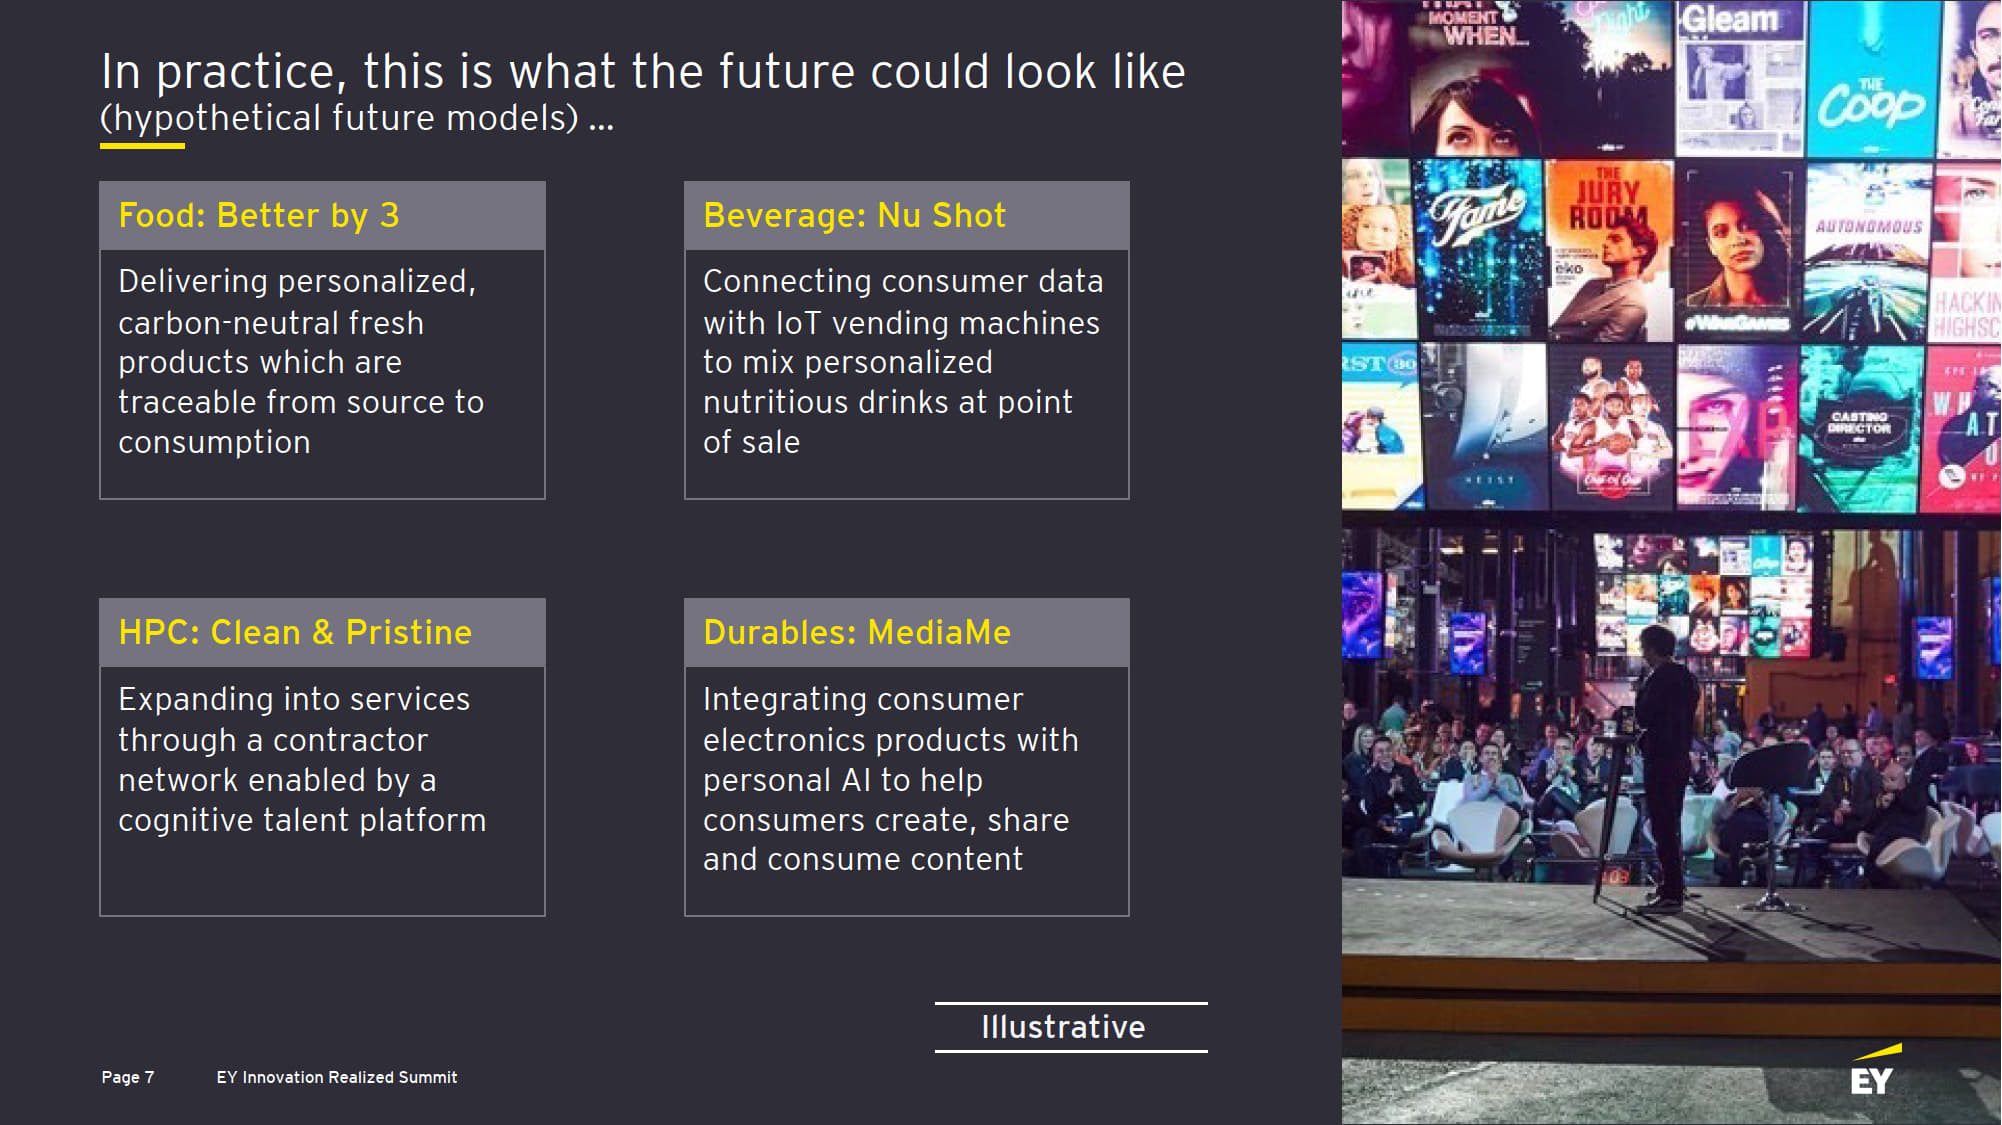 In practice, this is what the future could look like
(hypothetical future models) ...
Food: Better by 3
Delivering personalized,
carbon-neutral fresh
products which are
traceable from source to
consumption
Beverage: Nu Shot
Connecting consumer data
with IoT vending machines
to mix personalized
nutritious drinks at point
of sale
HPC: Clean & Pristine
Expanding into services
through a contractor
network enabled by a
cognitive talent platform
Durables: MediaMe
Integrating consumer
electronics products with
personal AI to help
consumers create, share
and consume content
Illustrative
Page 7
EY Innovation Realized Summit
MOMENT
WHEN...
Night
Gleam
THE
COOP
Fame
THE
JURY
ROOM
eko
#WARGAMES
AUTONOMOUS
HEIST
CASTING
DIRECTOR
EY